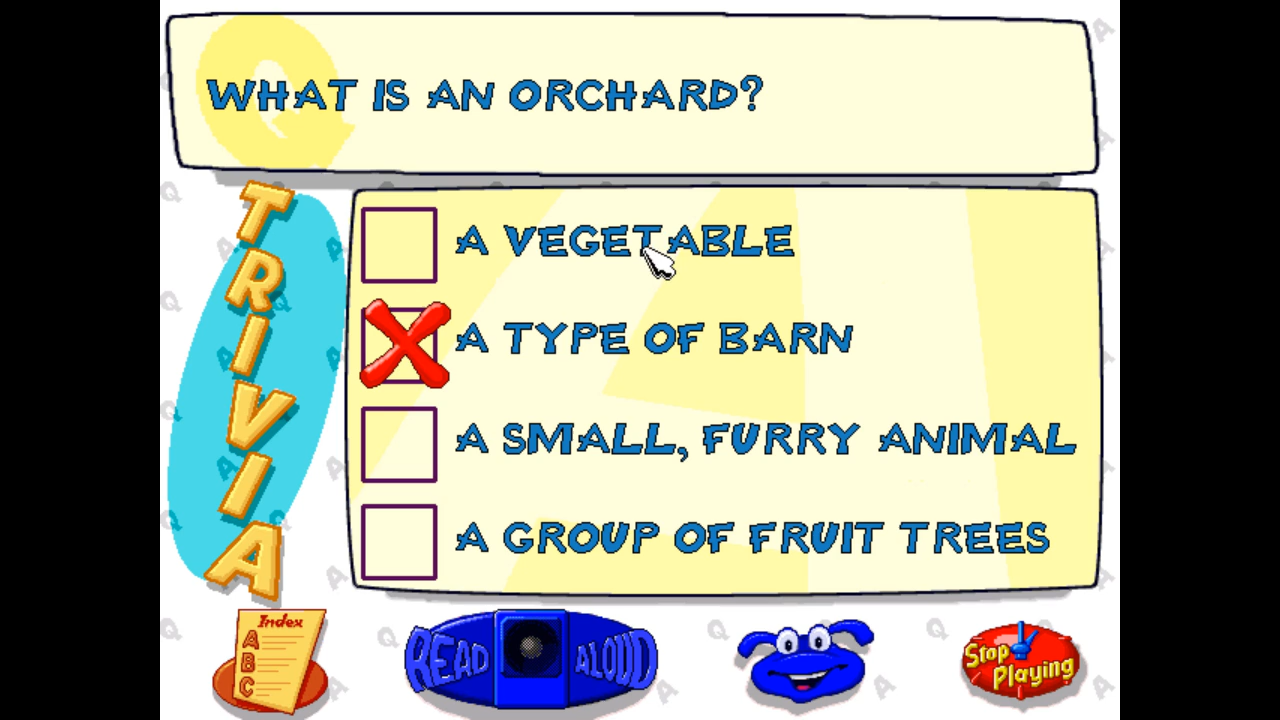 WHAT IS AN ORCHARD?
TRIVIA
A VEGETABLE
A TYPE OF BARN
A SMALL, FURRY ANIMAL
A GROUP OF FRUIT TREES
Index
A
B
C
READ ALOUD
Stop
Playing